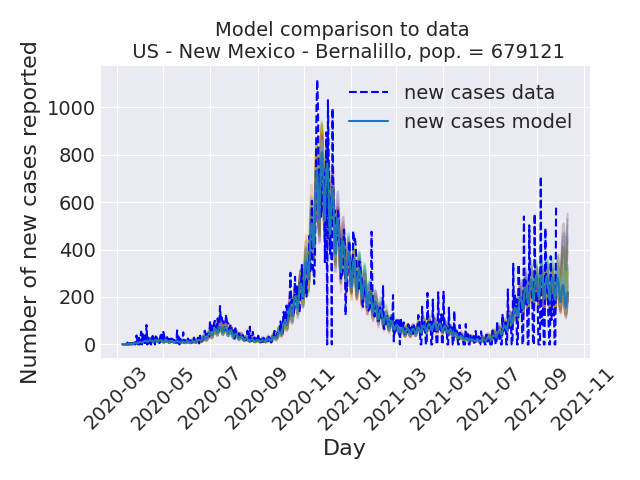 Model comparison to data
US - New Mexico - Bernalillo, pop. = 679121
Number of new cases reported
1000
800
600
400
200
0
new cases data
new cases model
2020-03
2020-05
2020-07
2020-09
2020-11
2021-01
2021-03
2021-05
2021-07
2021-09
2021-11
Day